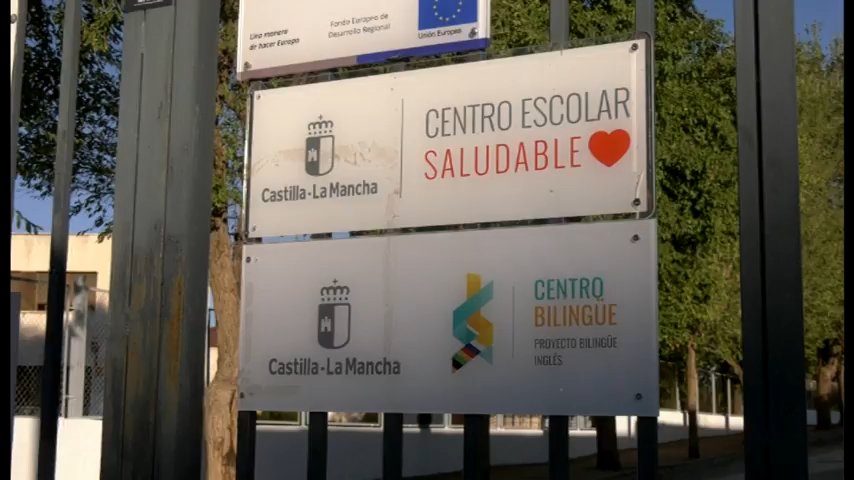 Una manera
de hacer Europa
Fondo Europeo de
Desarrollo Regional
Unión Europea
Castilla-La Mancha
CENTRO ESCOLAR
SALUDABLE
Castilla-La Mancha
CENTRO
BILINGÜE
PROYECTO BILINGÜE
INGLÉS